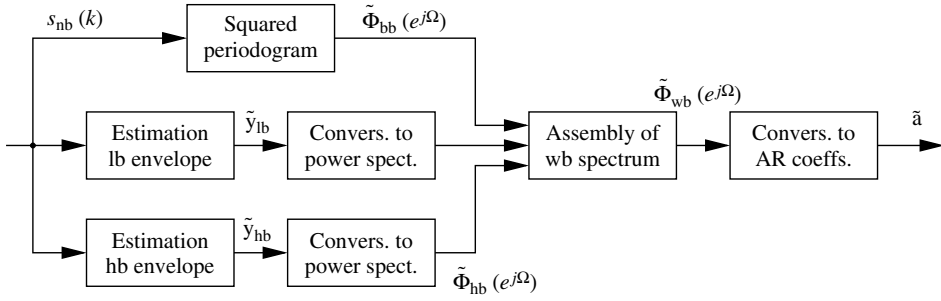 s_nb (k)
Squared
periodogram
Φ̃_bb (e^jΩ)
Φ̃_wb (e^jΩ)
Estimation
lb envelope
ỹ_lb
Convers. to
power spect.
Assembly of
wb spectrum
Convers. to
AR coeffs.
ã
Estimation
hb envelope
ỹ_hb
Convers. to
power spect.
Φ̃_hb (e^jΩ)